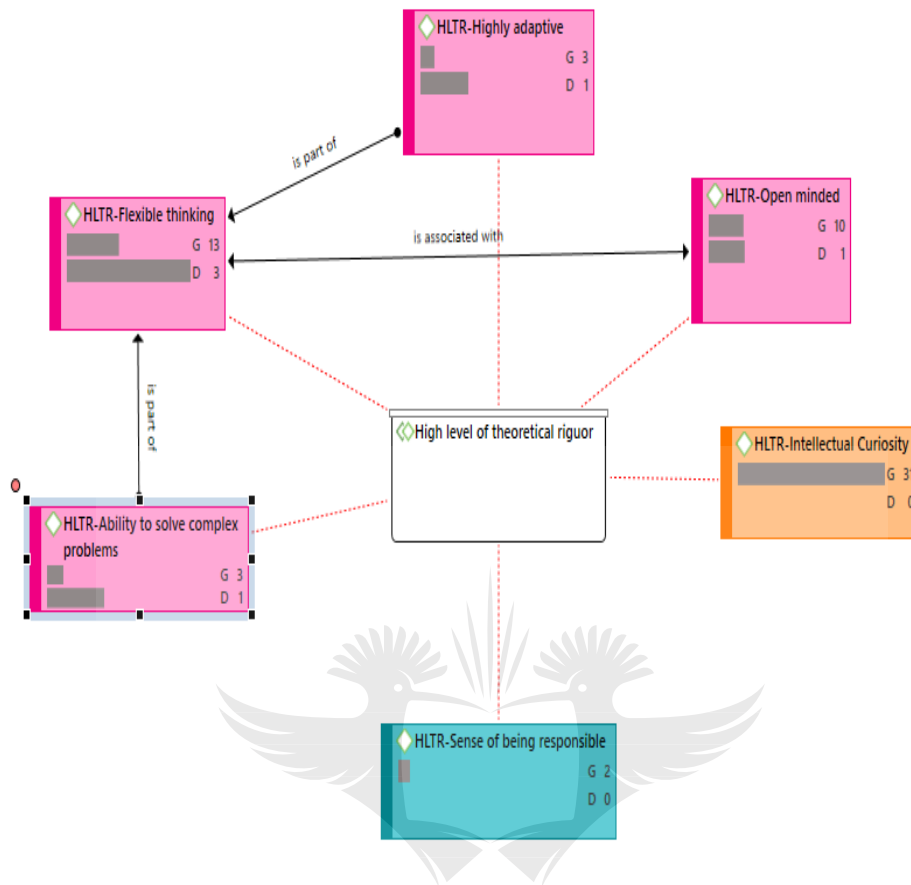 HLTR-Highly adaptive
G 3
D 1
is part of
HLTR-Flexible thinking
G 13
D 3
HLTR-Open minded
G 10
D 1
is associated with
is part of
High level of theoretical riguor
HLTR-Intellectual Curiosity
G 31
D 0
HLTR-Ability to solve complex
problems
G 3
D 1
HLTR-Sense of being responsible
G 2
D 0